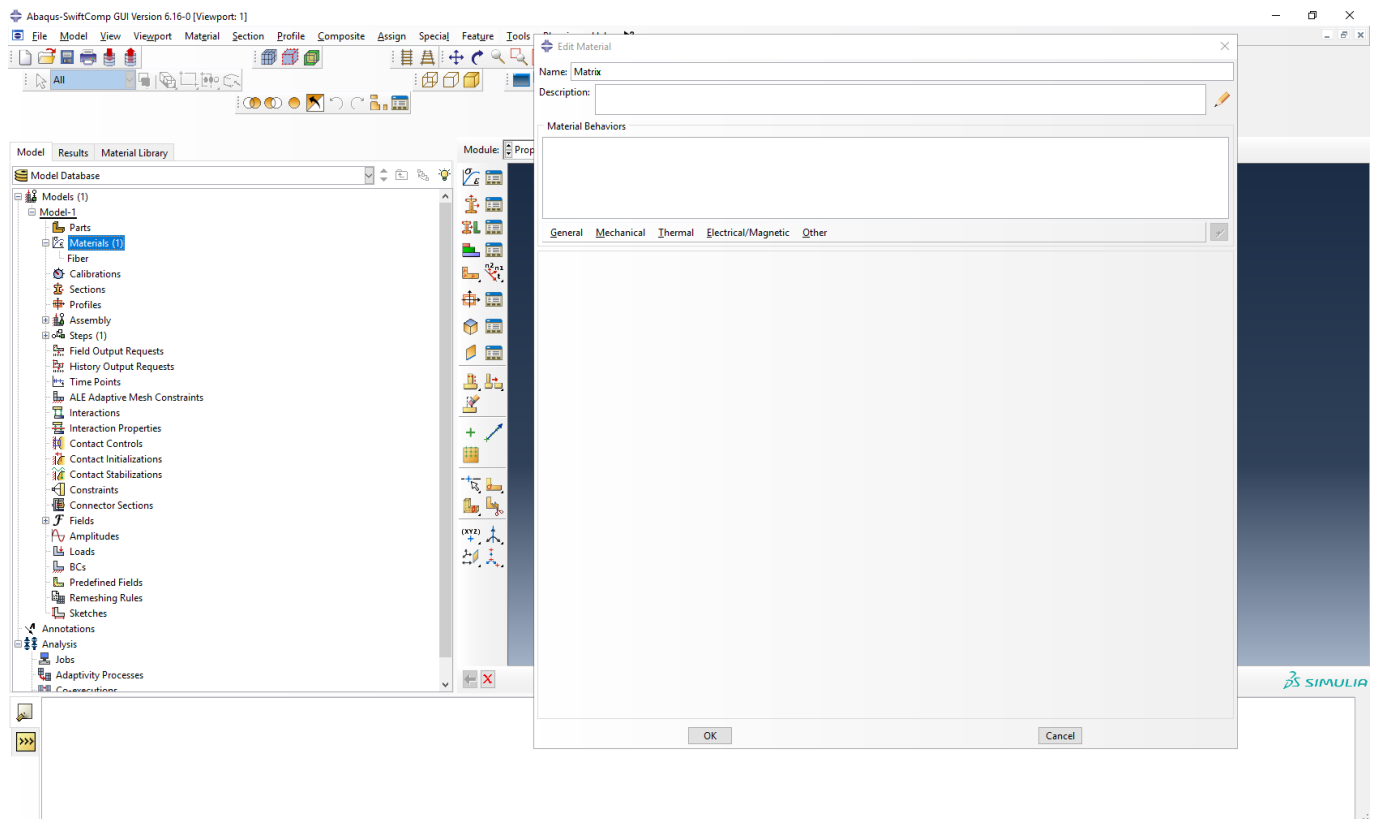 Abaqus-SwiftComp GUI Version 6.16-0 [Viewport: 1]
File Model View Viewport Material Section Profile Composite Assign Special Feature Tools
Edit Material
All
Name: Matrix
Description:
Material Behaviors
General Mechanical Thermal Electrical/Magnetic Other
Model Results Material Library
Module: Prop
Model Database
Models (1)
Model-1
Parts
Materials (1)
Fiber
Calibrations
Sections
Profiles
Assembly
Steps (1)
Field Output Requests
History Output Requests
Time Points
ALE Adaptive Mesh Constraints
Interactions
Interaction Properties
Contact Controls
Contact Initializations
Contact Stabilizations
Constraints
Connector Sections
Fields
Amplitudes
Loads
BCs
Predefined Fields
Remeshing Rules
Sketches
Annotations
Analysis
Jobs
Adaptivity Processes
Co-executions
(XYZ)
SIMULIA
OK Cancel